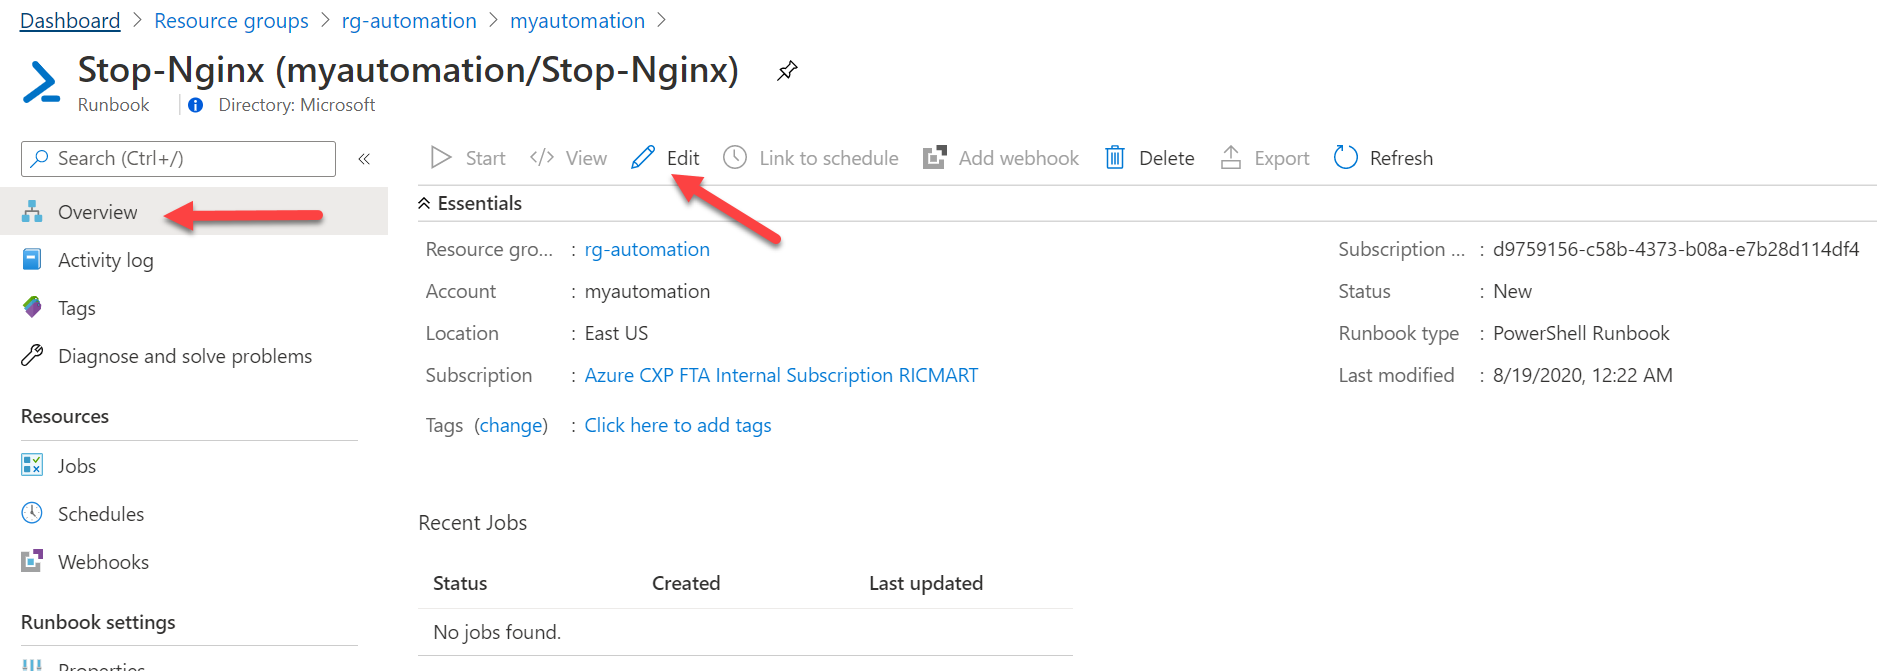 Dashboard > Resource groups > rg-automation > myautomation >
Stop-Nginx (myautomation/Stop-Nginx)
Runbook Directory: Microsoft
Search (Ctrl+/) «
Start View Edit Link to schedule Add webhook Delete Export Refresh
Overview
Activity log
Tags
Diagnose and solve problems
Resources
Jobs
Schedules
Webhooks
Runbook settings
Properties
Essentials
Resource gro... : rg-automation
Account : myautomation
Location : East US
Subscription : Azure CXP FTA Internal Subscription RICMART
Tags (change) : Click here to add tags
Subscription ... : d9759156-c58b-4373-b08a-e7b28d114df4
Status : New
Runbook type : PowerShell Runbook
Last modified : 8/19/2020, 12:22 AM
Recent Jobs
Status Created Last updated
No jobs found.